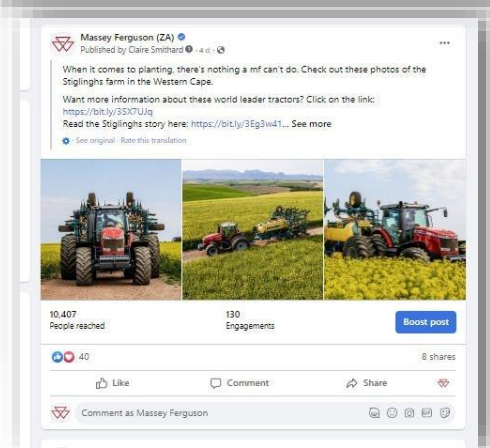 Massey Ferguson (ZA)
Published by Claire Smithard · 4 d ·
When it comes to planting, there's nothing a mf can't do. Check out these photos of the
Stiglinghs farm in the Western Cape.
Want more information about these world leader tractors? Click on the link:
https://bit.ly/3SX7UJq
Read the Stiglinghs story here: https://bit.ly/3Eg3w41... See more
· See original · Rate this translation
10,407
People reached
130
Engagements
Boost post
40
8 shares
Like
Comment
Share
Comment as Massey Ferguson
GIF